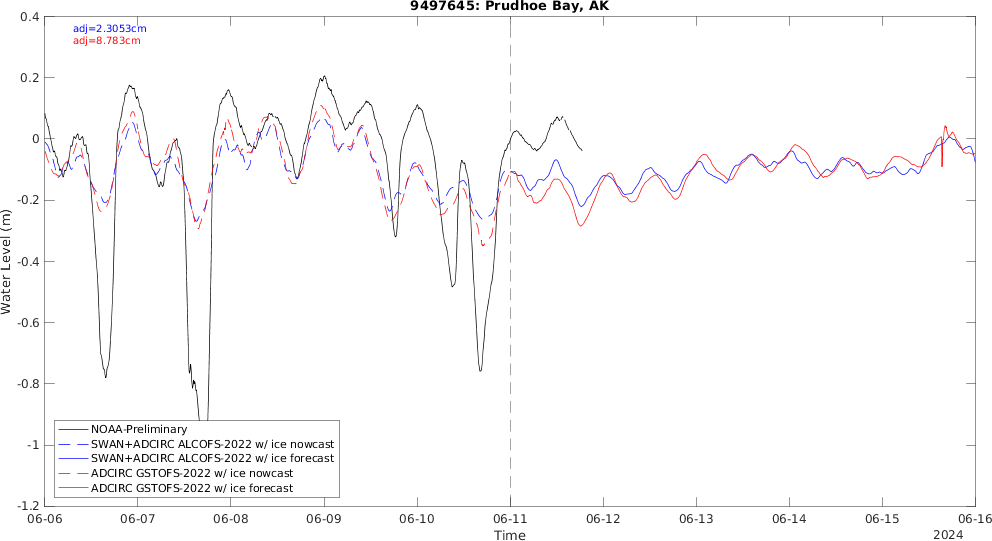 9497645: Prudhoe Bay, AK
adj=2.3053cm
adj=8.783cm
0.4
0.2
0
-0.2
-0.4
-0.6
-0.8
-1
-1.2
Water Level (m)
NOAA-Preliminary
SWAN+ADCIRC ALCOFS-2022 w/ ice nowcast
SWAN+ADCIRC ALCOFS-2022 w/ ice forecast
ADCIRC GSTOFS-2022 w/ ice nowcast
ADCIRC GSTOFS-2022 w/ ice forecast
06-06 06-07 06-08 06-09 06-10 06-11 06-12 06-13 06-14 06-15 06-16
Time
2024